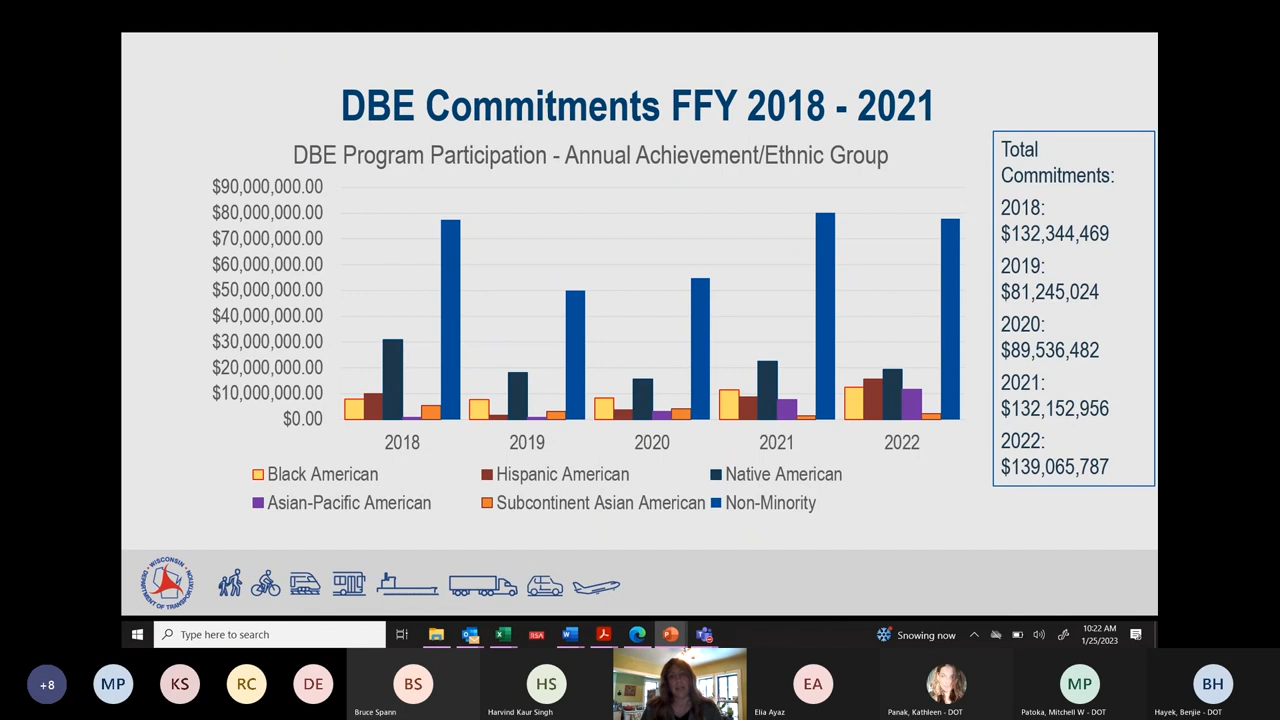 DBE Commitments FFY 2018 - 2021
DBE Program Participation - Annual Achievement/Ethnic Group
$90,000,000.00
$80,000,000.00
$70,000,000.00
$60,000,000.00
$50,000,000.00
$40,000,000.00
$30,000,000.00
$20,000,000.00
$10,000,000.00
$0.00
2018 2019 2020 2021 2022
Black American Hispanic American Native American
Asian-Pacific American Subcontinent Asian American Non-Minority
Total
Commitments:
2018:
$132,344,469
2019:
$81,245,024
2020:
$89,536,482
2021:
$132,152,956
2022:
$139,065,787
WISCONSIN
DEPARTMENT OF TRANSPORTATION
Type here to search
RSA
Snowing now
10:22 AM
1/25/2023
+8 MP KS RC DE BS HS EA MP BH
Bruce Spann Harvind Kaur Singh Elia Ayaz Panak, Kathleen - DOT Patoka, Mitchell W - DOT Hayek, Benjie - DOT